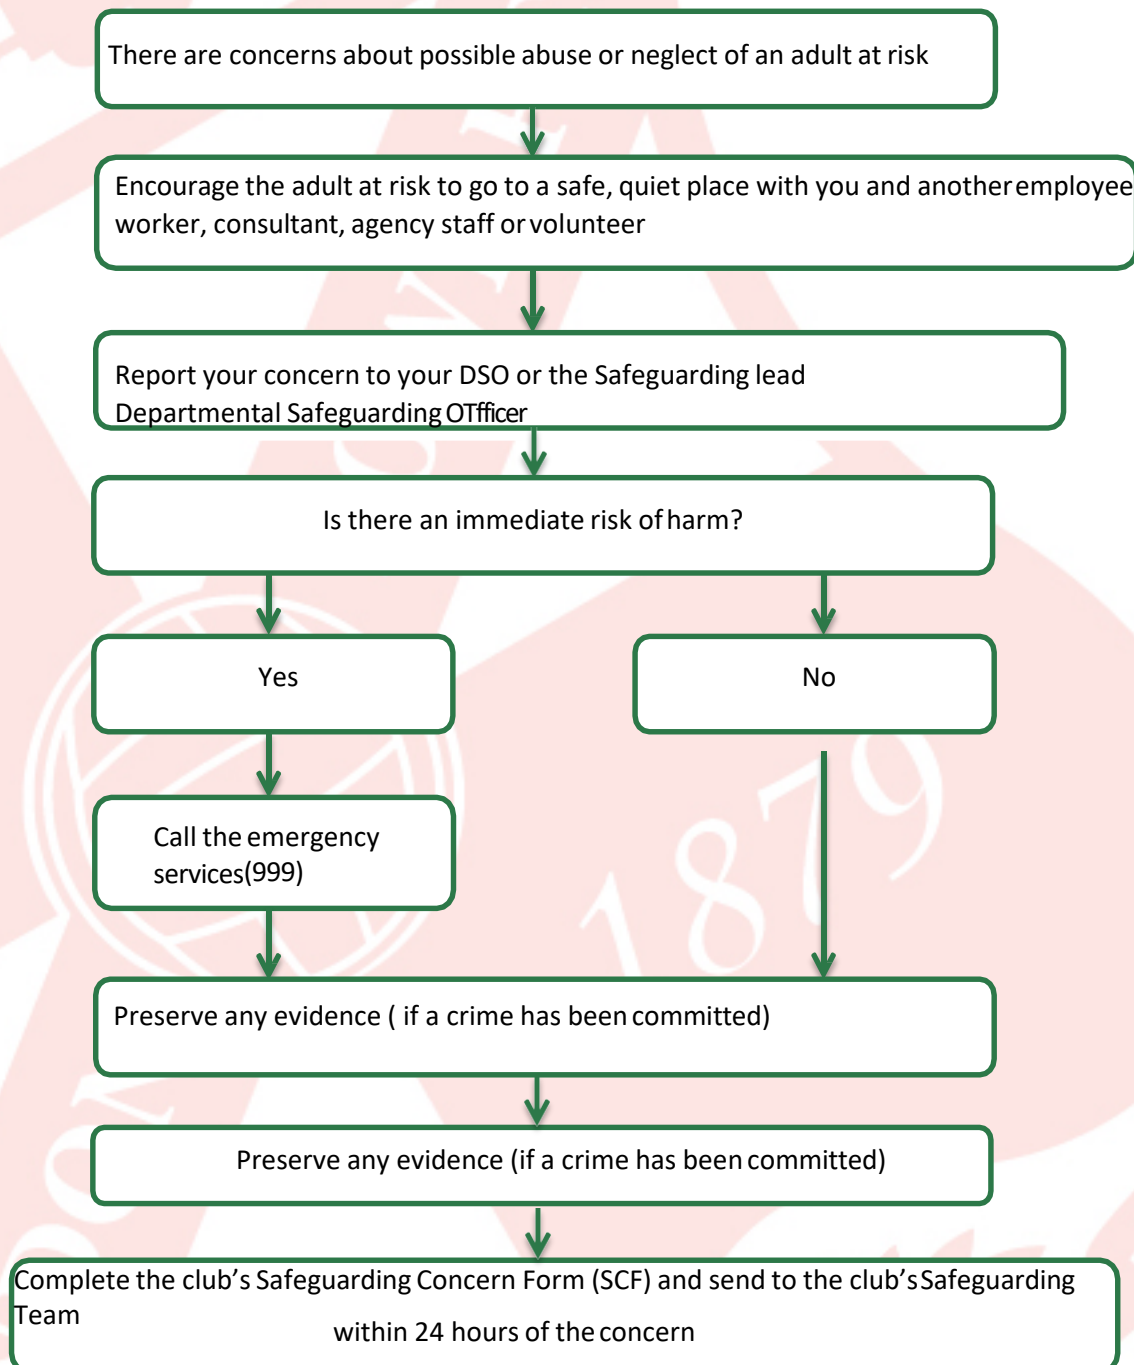 There are concerns about possible abuse or neglect of an adult at risk
Encourage the adult at risk to go to a safe, quiet place with you and another employee
worker, consultant, agency staff or volunteer
Report your concern to your DSO or the Safeguarding lead
Departmental Safeguarding OTfficer
Is there an immediate risk of harm?
Yes
No
Call the emergency
services(999)
1879
Preserve any evidence ( if a crime has been committed)
Preserve any evidence (if a crime has been committed)
Complete the club’s Safeguarding Concern Form (SCF) and send to the club’s Safeguarding
Team
within 24 hours of the concern